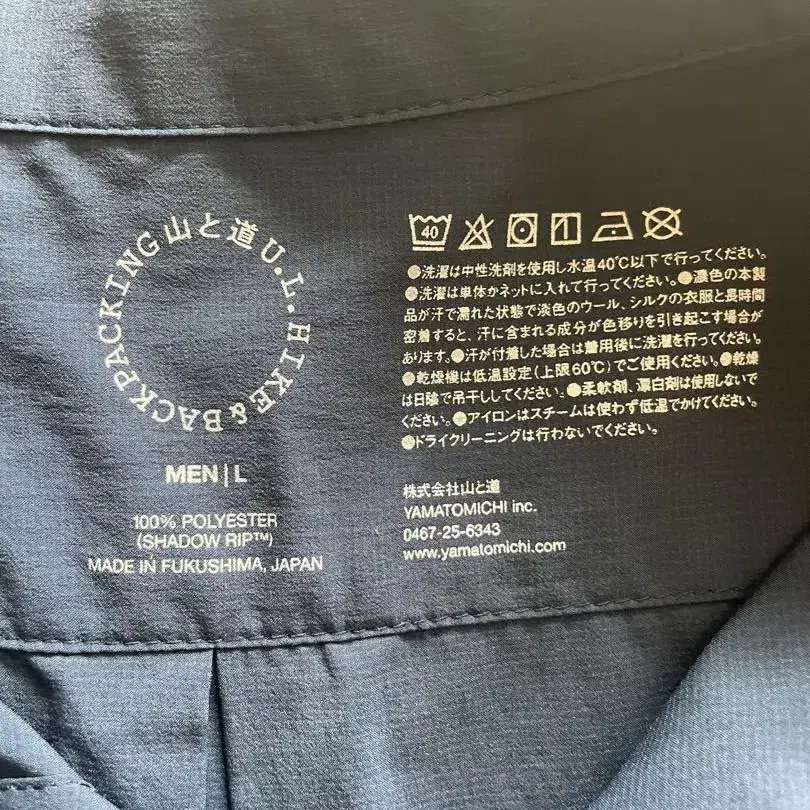 山と道 U.L. HIKE & BACKPACKING
MEN | L
100% POLYESTER
(SHADOW RIP™)
MADE IN FUKUSHIMA, JAPAN
40
●洗濯は中性洗剤を使用し水温40℃以下で行ってください。
●洗濯は単体かネットに入れて行ってください。●濃色の本製
品が汗で濡れた状態で淡色のウール、シルクの衣服と長時間
密着すると、汗に含まれる成分が色移りを引き起こす場合が
あります。●汗が付着した場合は着用後に洗濯を行ってください。
●乾燥機は低温設定(上限60℃)でご使用ください。●乾燥
は日陰で吊干ししてください。●柔軟剤、漂白剤は使用しないで
ください。●アイロンはスチームは使わず低温でかけてください。
●ドライクリーニングは行わないでください。
株式会社山と道
YAMATOMICHI inc.
0467-25-6343
www.yamatomichi.com